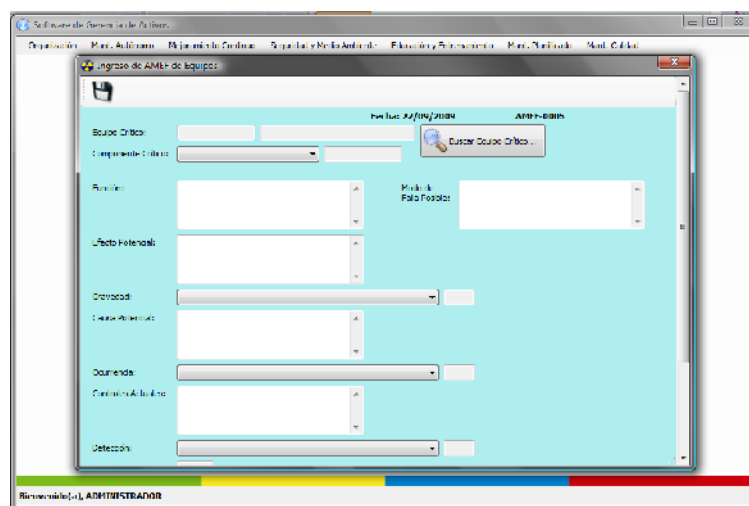 Software de Gerencia de Activos
Organización Mant. Autónomo Mejoramiento Continuo Seguridad y Medio Ambiente Educación y Entrenamiento Mant. Planificado Mant. Calidad
Ingreso de AMEF de Equipos
Fecha: 22/09/2009 AMEF-0005
Equipo Crítico:
Buscar Equipo Crítico...
Componente Crítico:
Función:
Modo de
Falla Posible:
Efecto Potencial:
Gravedad:
Causa Potencial:
Ocurrencia:
Controles Actuales:
Detección:
Bienvenido(a), ADMINISTRADOR